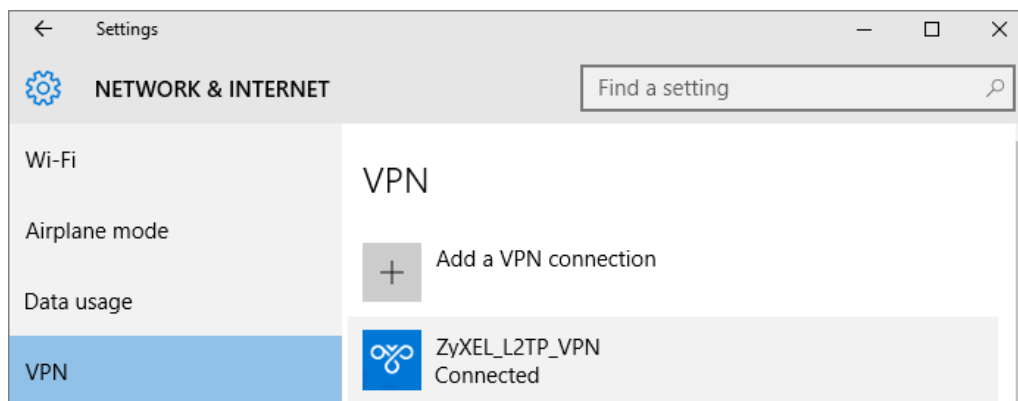 Settings
NETWORK & INTERNET
Find a setting
Wi-Fi
Airplane mode
Data usage
VPN
VPN
Add a VPN connection
ZyXEL_L2TP_VPN
Connected